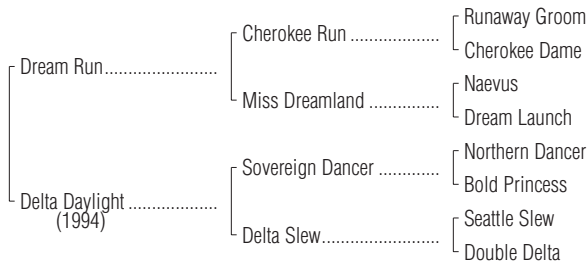 Runaway Groom
Cherokee Run ..................
Cherokee Dame
Dream Run.......................
Naevus
Miss Dreamland ..............
Dream Launch
Northern Dancer
Sovereign Dancer .............
Bold Princess
Delta Daylight ..................
(1994)
Seattle Slew
Delta Slew........................
Double Delta